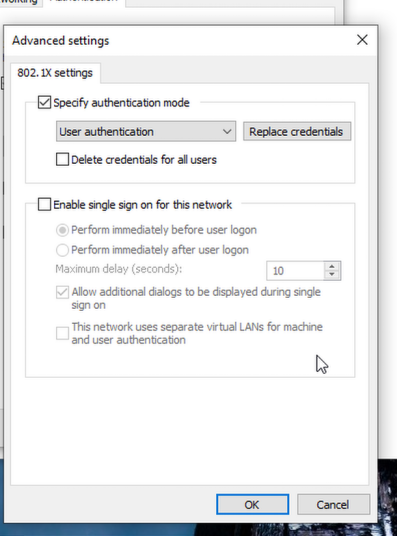 Advanced settings
802.1X settings
Specify authentication mode
User authentication
Replace credentials
Delete credentials for all users
Enable single sign on for this network
Perform immediately before user logon
Perform immediately after user logon
Maximum delay (seconds):
10
Allow additional dialogs to be displayed during single
sign on
This network uses separate virtual LANs for machine
and user authentication
OK
Cancel